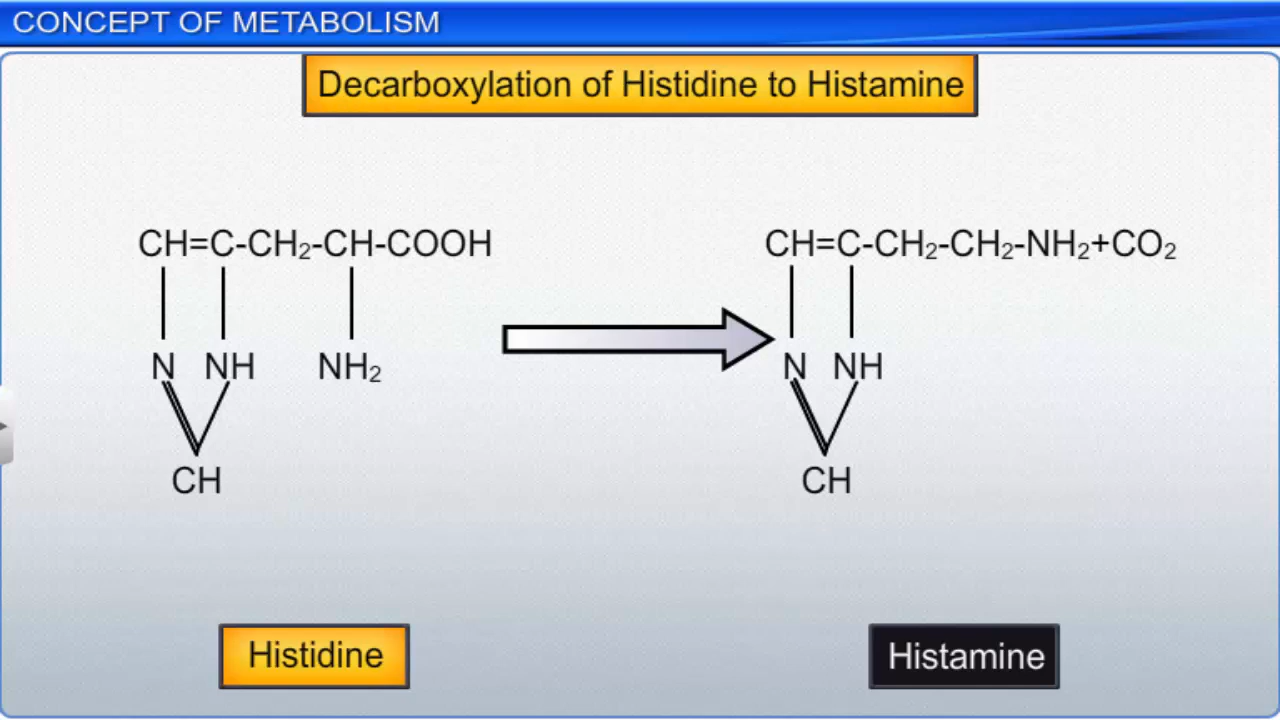 CONCEPT OF METABOLISM
Decarboxylation of Histidine to Histamine
CH=C-CH₂-CH-COOH
CH=C-CH₂-CH₂-NH₂+CO₂
N NH NH₂
N NH
CH
CH
Histidine
Histamine